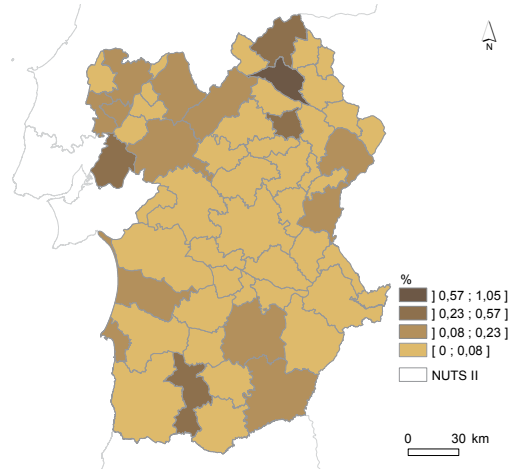 N
%
] 0,57 ; 1,05 ]
] 0,23 ; 0,57 ]
] 0,08 ; 0,23 ]
[ 0 ; 0,08 ]
NUTS II
0 30 km